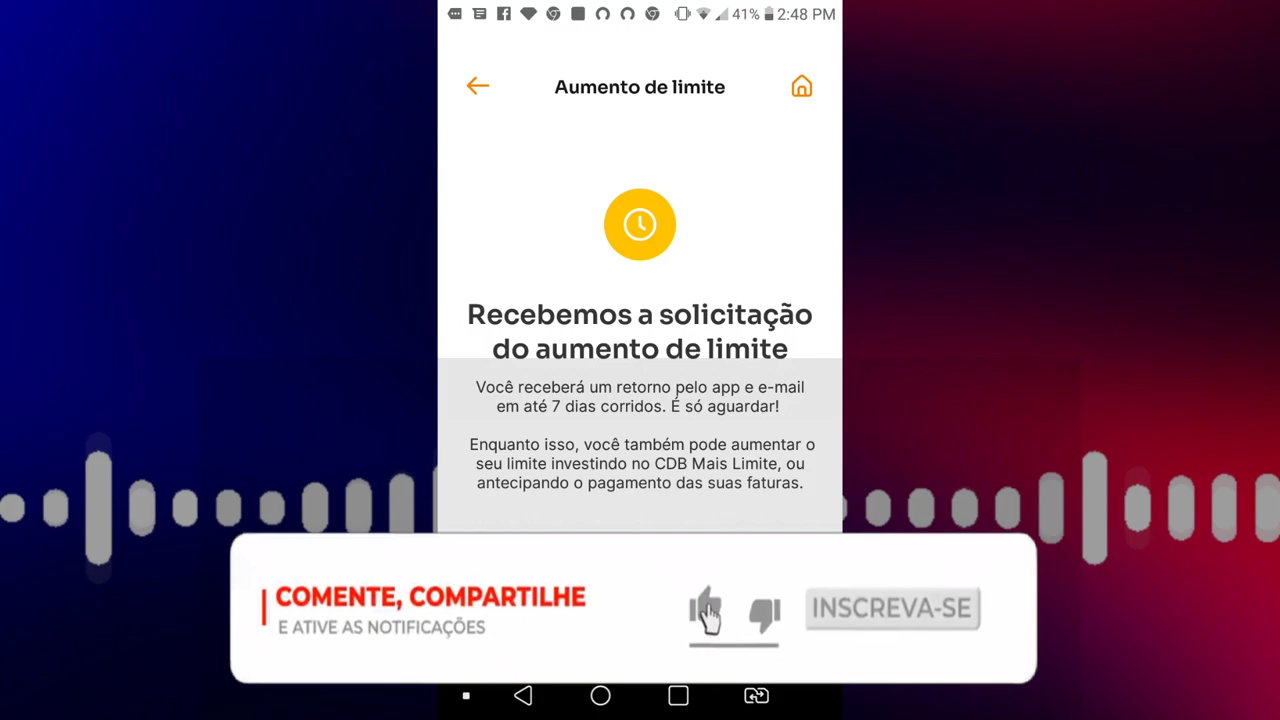 41% 2:48 PM
Aumento de limite
Recebemos a solicitação
do aumento de limite
Você receberá um retorno pelo app e e-mail
em até 7 dias corridos. É só aguardar!
Enquanto isso, você também pode aumentar o
seu limite investindo no CDB Mais Limite, ou
antecipando o pagamento das suas faturas.
COMENTE, COMPARTILHE
E ATIVE AS NOTIFICAÇÕES
INSCREVA-SE